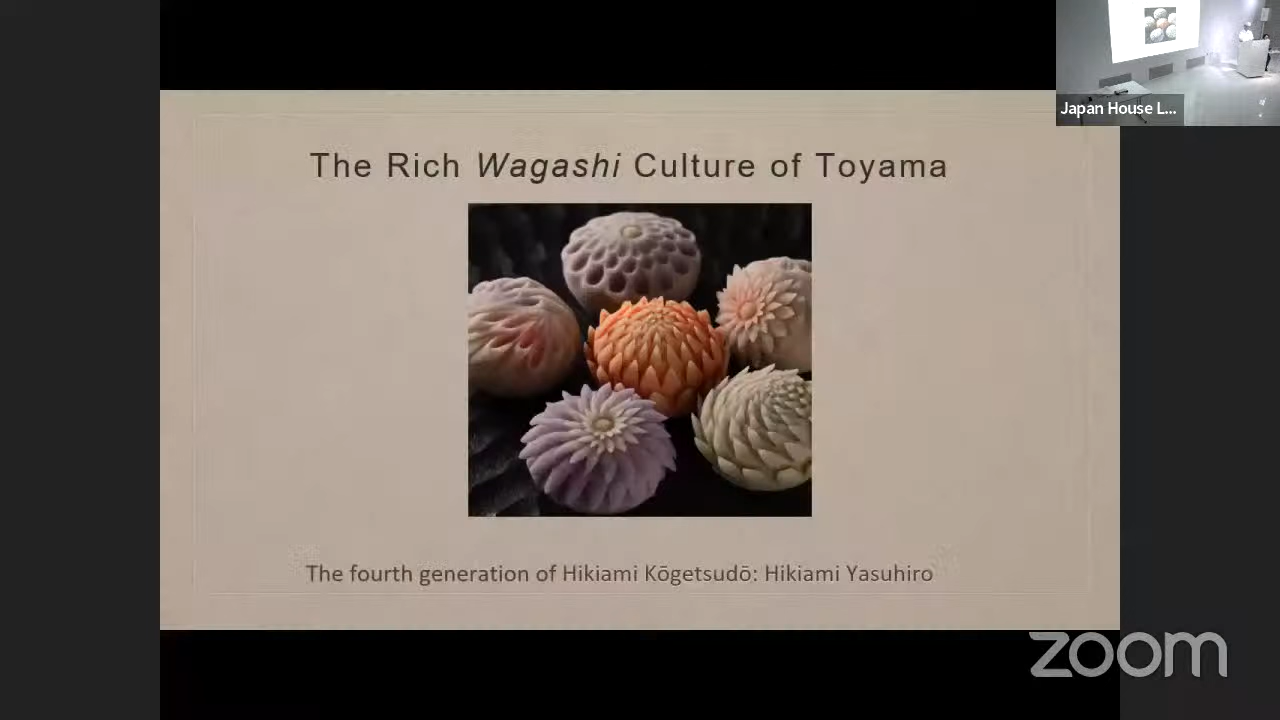 The Rich Wagashi Culture of Toyama
Japan House L...
The fourth generation of Hikiami Kōgetsudō: Hikiami Yasuhiro
zoom